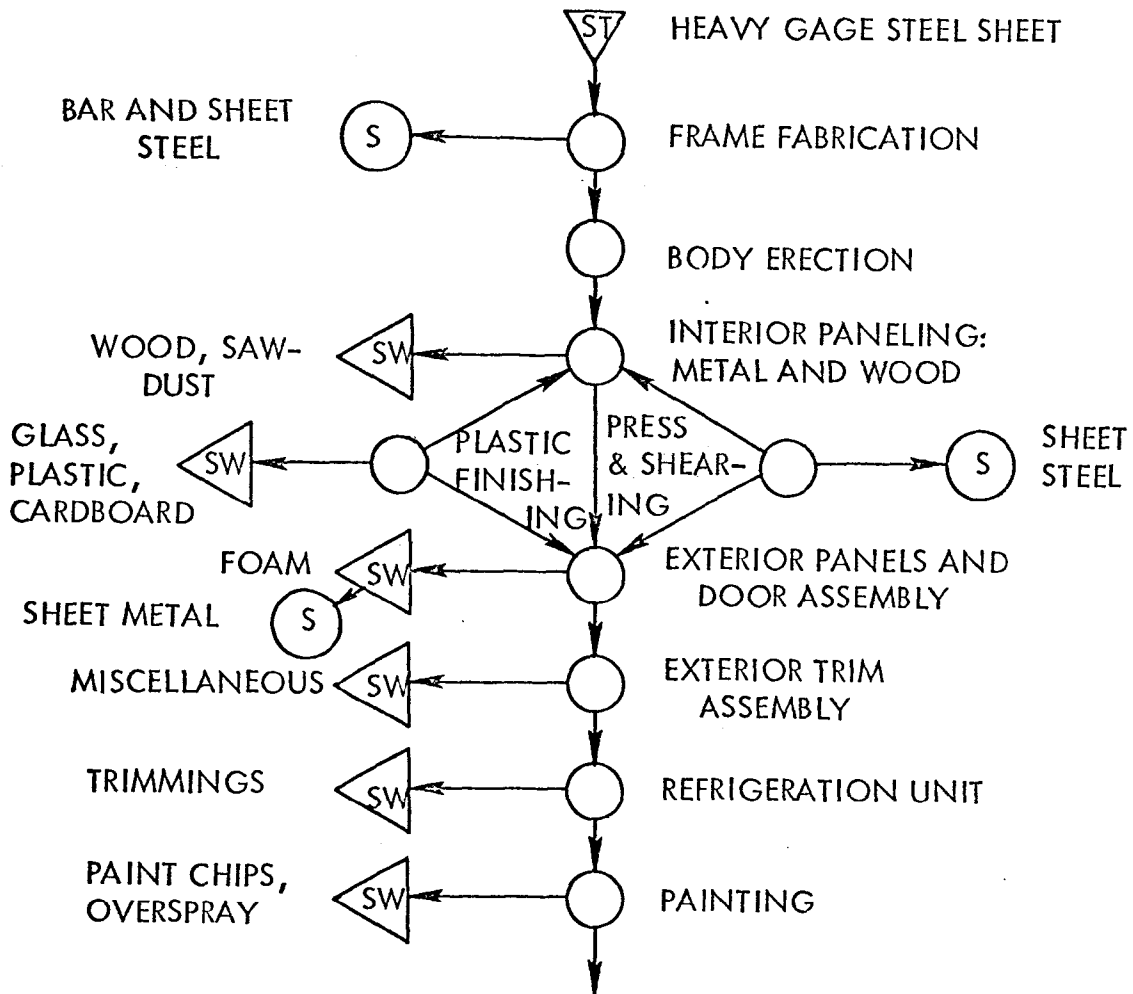 ST
HEAVY GAGE STEEL SHEET
BAR AND SHEET
STEEL
S
FRAME FABRICATION
BODY ERECTION
WOOD, SAW-
DUST
SW
INTERIOR PANELING:
METAL AND WOOD
GLASS,
PLASTIC,
CARDBOARD
SW
PLASTIC
FINISH-
ING
PRESS
& SHEAR-
ING
S
SHEET
STEEL
FOAM
SW
SHEET METAL
S
EXTERIOR PANELS AND
DOOR ASSEMBLY
MISCELLANEOUS
SW
EXTERIOR TRIM
ASSEMBLY
TRIMMINGS
SW
REFRIGERATION UNIT
PAINT CHIPS,
OVERSPRAY
SW
PAINTING